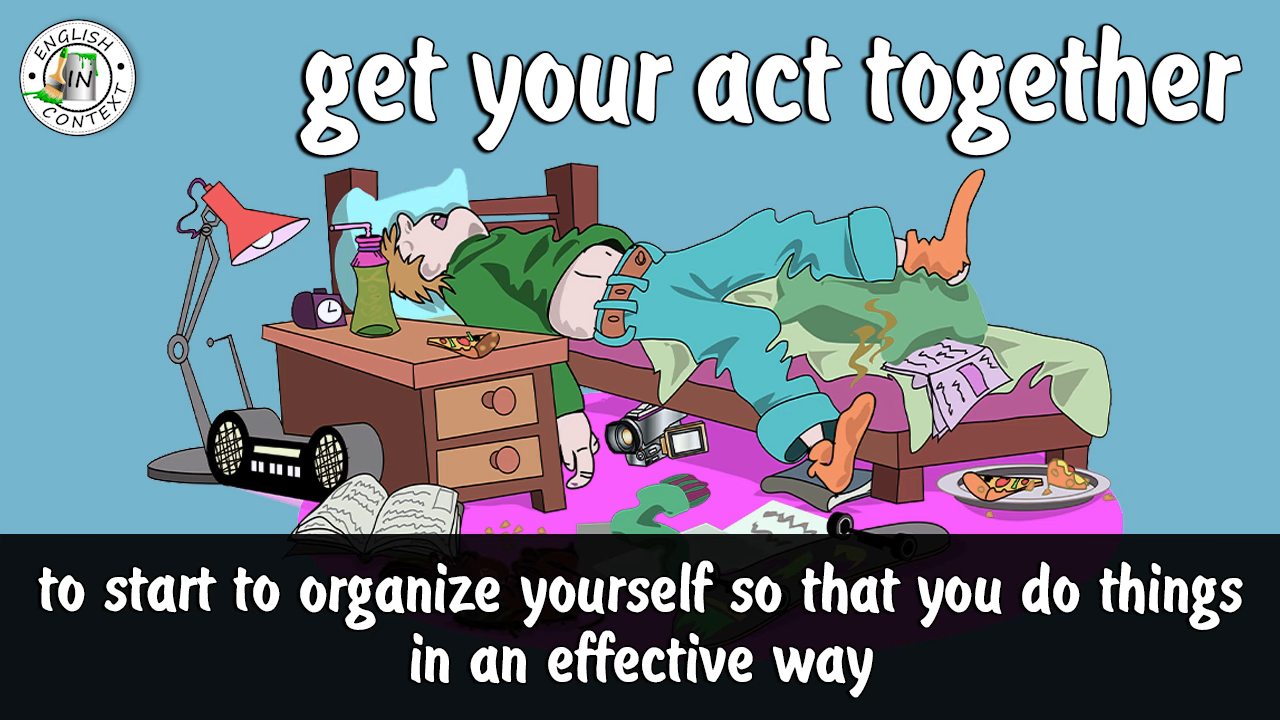 ENGLISH
IN
CONTEXT
get your act together
to start to organize yourself so that you do things
in an effective way